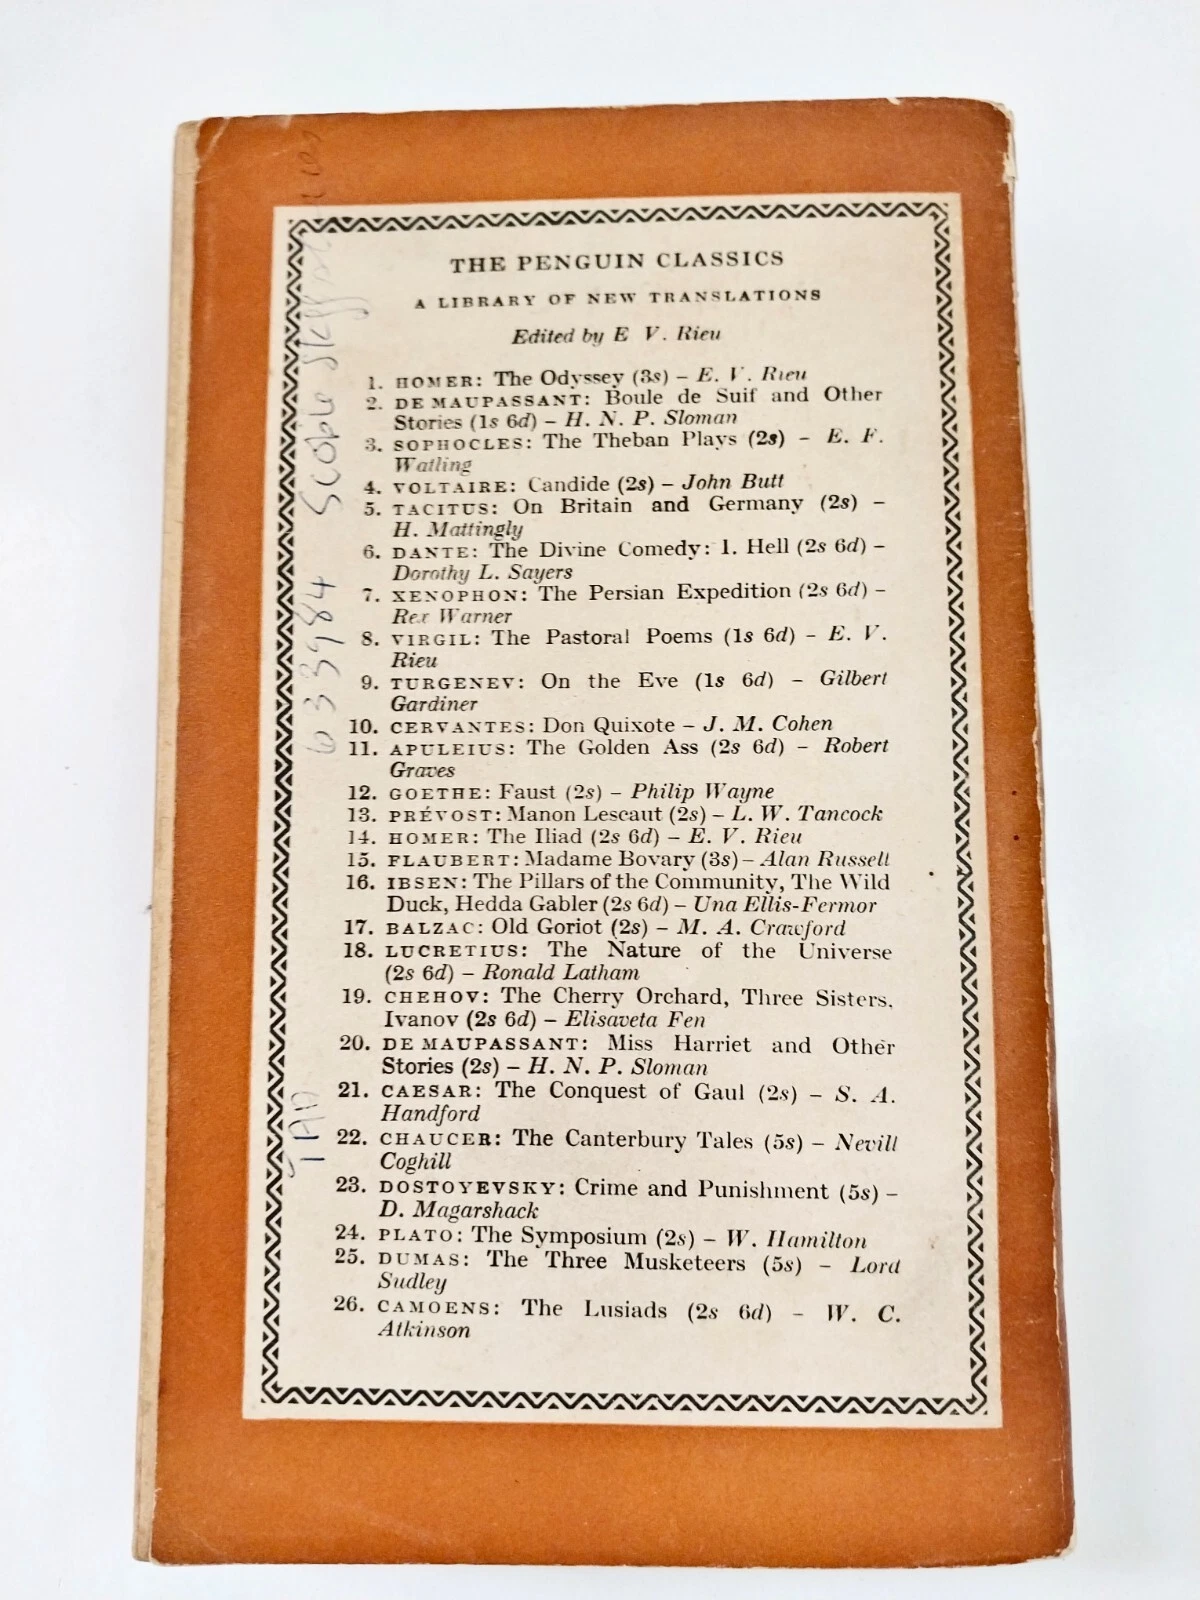 THE PENGUIN CLASSICS
A LIBRARY OF NEW TRANSLATIONS
Edited by E V. Rieu
1. HOMER: The Odyssey (3s) – E. V. Rieu
2. DE MAUPASSANT: Boule de Suif and Other
Stories (1s 6d) – H. N. P. Sloman
3. SOPHOCLES: The Theban Plays (2s) – E. F.
Watling
4. VOLTAIRE: Candide (2s) – John Butt
5. TACITUS: On Britain and Germany (2s) –
H. Mattingly
6. DANTE: The Divine Comedy: 1. Hell (2s 6d) –
Dorothy L. Sayers
7. XENOPHON: The Persian Expedition (2s 6d) –
Rex Warner
8. VIRGIL: The Pastoral Poems (1s 6d) – E. V.
Rieu
9. TURGENEV: On the Eve (1s 6d) – Gilbert
Gardiner
10. CERVANTES: Don Quixote – J. M. Cohen
11. APULEIUS: The Golden Ass (2s 6d) – Robert
Graves
12. GOETHE: Faust (2s) – Philip Wayne
13. PRÉVOST: Manon Lescaut (2s) – L. W. Tancock
14. HOMER: The Iliad (2s 6d) – E. V. Rieu
15. FLAUBERT: Madame Bovary (3s) – Alan Russell
16. IBSEN: The Pillars of the Community, The Wild
Duck, Hedda Gabler (2s 6d) – Una Ellis-Fermor
17. BALZAC: Old Goriot (2s) – M. A. Crawford
18. LUCRETIUS: The Nature of the Universe
(2s 6d) – Ronald Latham
19. CHEHOV: The Cherry Orchard, Three Sisters,
Ivanov (2s 6d) – Elisaveta Fen
20. DE MAUPASSANT: Miss Harriet and Other
Stories (2s) – H. N. P. Sloman
21. CAESAR: The Conquest of Gaul (2s) – S. A.
Handford
22. CHAUCER: The Canterbury Tales (5s) – Nevill
Coghill
23. DOSTOYEVSKY: Crime and Punishment (5s) –
D. Magarshack
24. PLATO: The Symposium (2s) – W. Hamilton
25. DUMAS: The Three Musketeers (5s) – Lord
Sudley
26. CAMOENS: The Lusiads (2s 6d) – W. C.
Atkinson